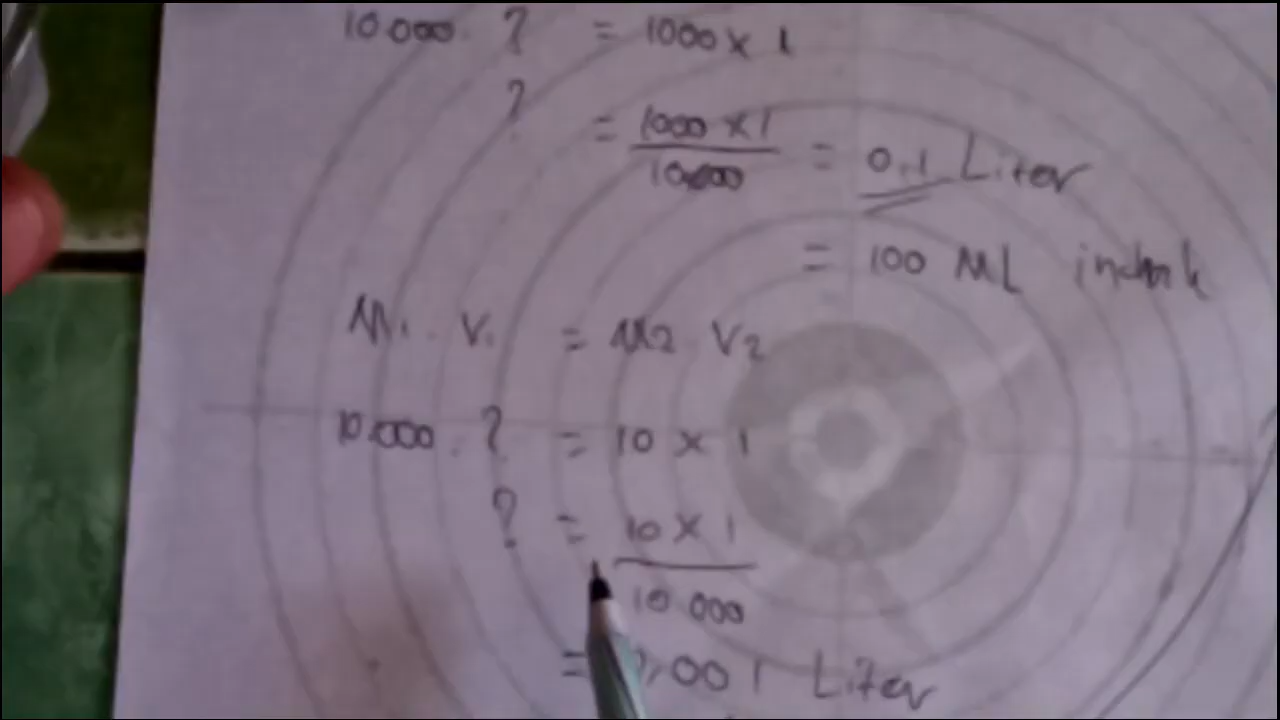 10.000 . ? = 1000 x 1
? = 1000 x 1
10.000
= 0.1 Liter
= 100 ML induk
M1 . V1 = M2 V2
10.000 . ? = 10 x 1
? = 10 x 1
10.000
= ,001 Liter